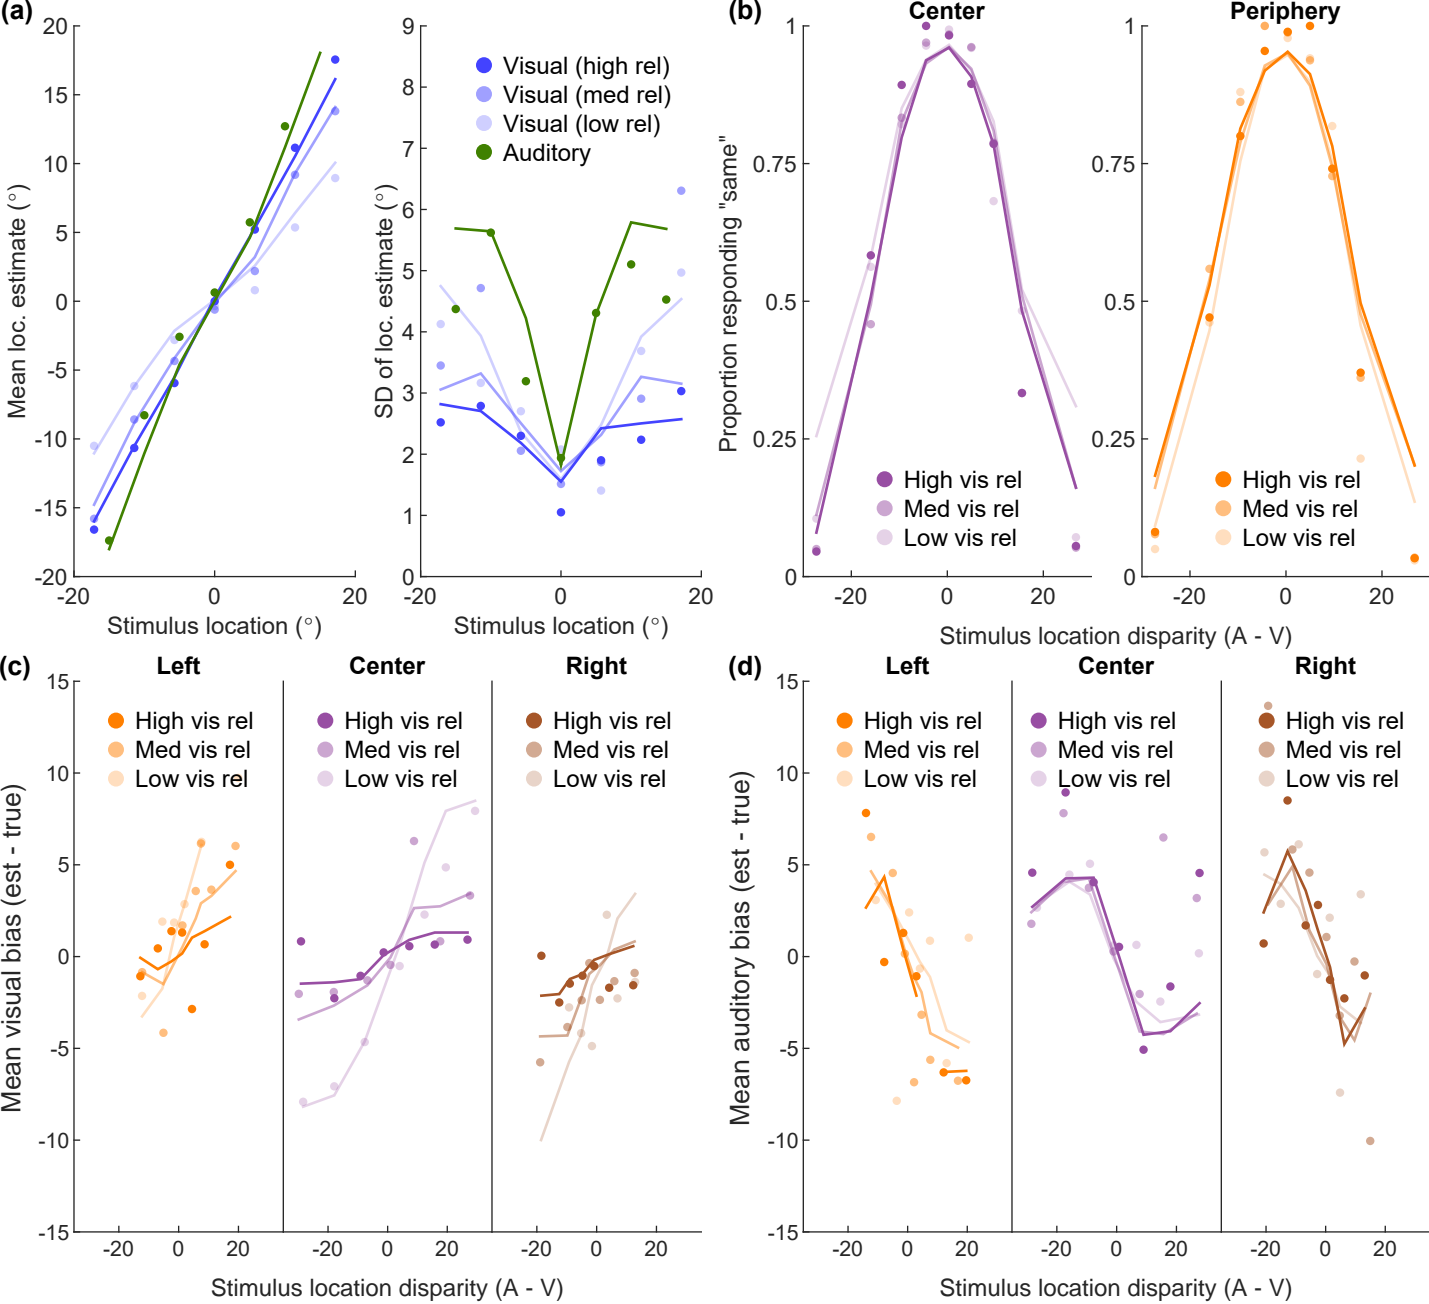 (a)
20
15
10
5
0
-5
-10
-15
-20
-20
0
20
Mean loc. estimate (°)
Stimulus location (°)
9
8
7
6
5
4
3
2
1
0
-20
0
20
SD of loc. estimate (°)
Stimulus location (°)
Visual (high rel)
Visual (med rel)
Visual (low rel)
Auditory
(b)
Center
Periphery
1
0.75
0.5
0.25
0
-20
0
20
Proportion responding "same"
High vis rel
Med vis rel
Low vis rel
1
0.75
0.5
0.25
0
-20
0
20
High vis rel
Med vis rel
Low vis rel
Stimulus location disparity (A - V)
(c)
Left
Center
Right
15
10
5
0
-5
-10
-15
Mean visual bias (est - true)
High vis rel
Med vis rel
Low vis rel
High vis rel
Med vis rel
Low vis rel
High vis rel
Med vis rel
Low vis rel
-20
0
20
-20
0
20
-20
0
20
Stimulus location disparity (A - V)
(d)
Left
Center
Right
15
10
5
0
-5
-10
-15
Mean auditory bias (est - true)
High vis rel
Med vis rel
Low vis rel
High vis rel
Med vis rel
Low vis rel
High vis rel
Med vis rel
Low vis rel
-20
0
20
-20
0
20
-20
0
20
Stimulus location disparity (A - V)